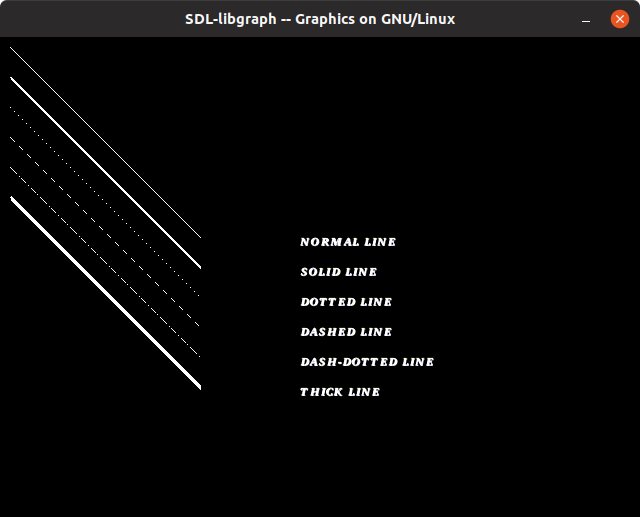 SDL-libgraph -- Graphics on GNU/Linux
NORMAL LINE
SOLID LINE
DOTTED LINE
DASHED LINE
DASH-DOTTED LINE
THICK LINE